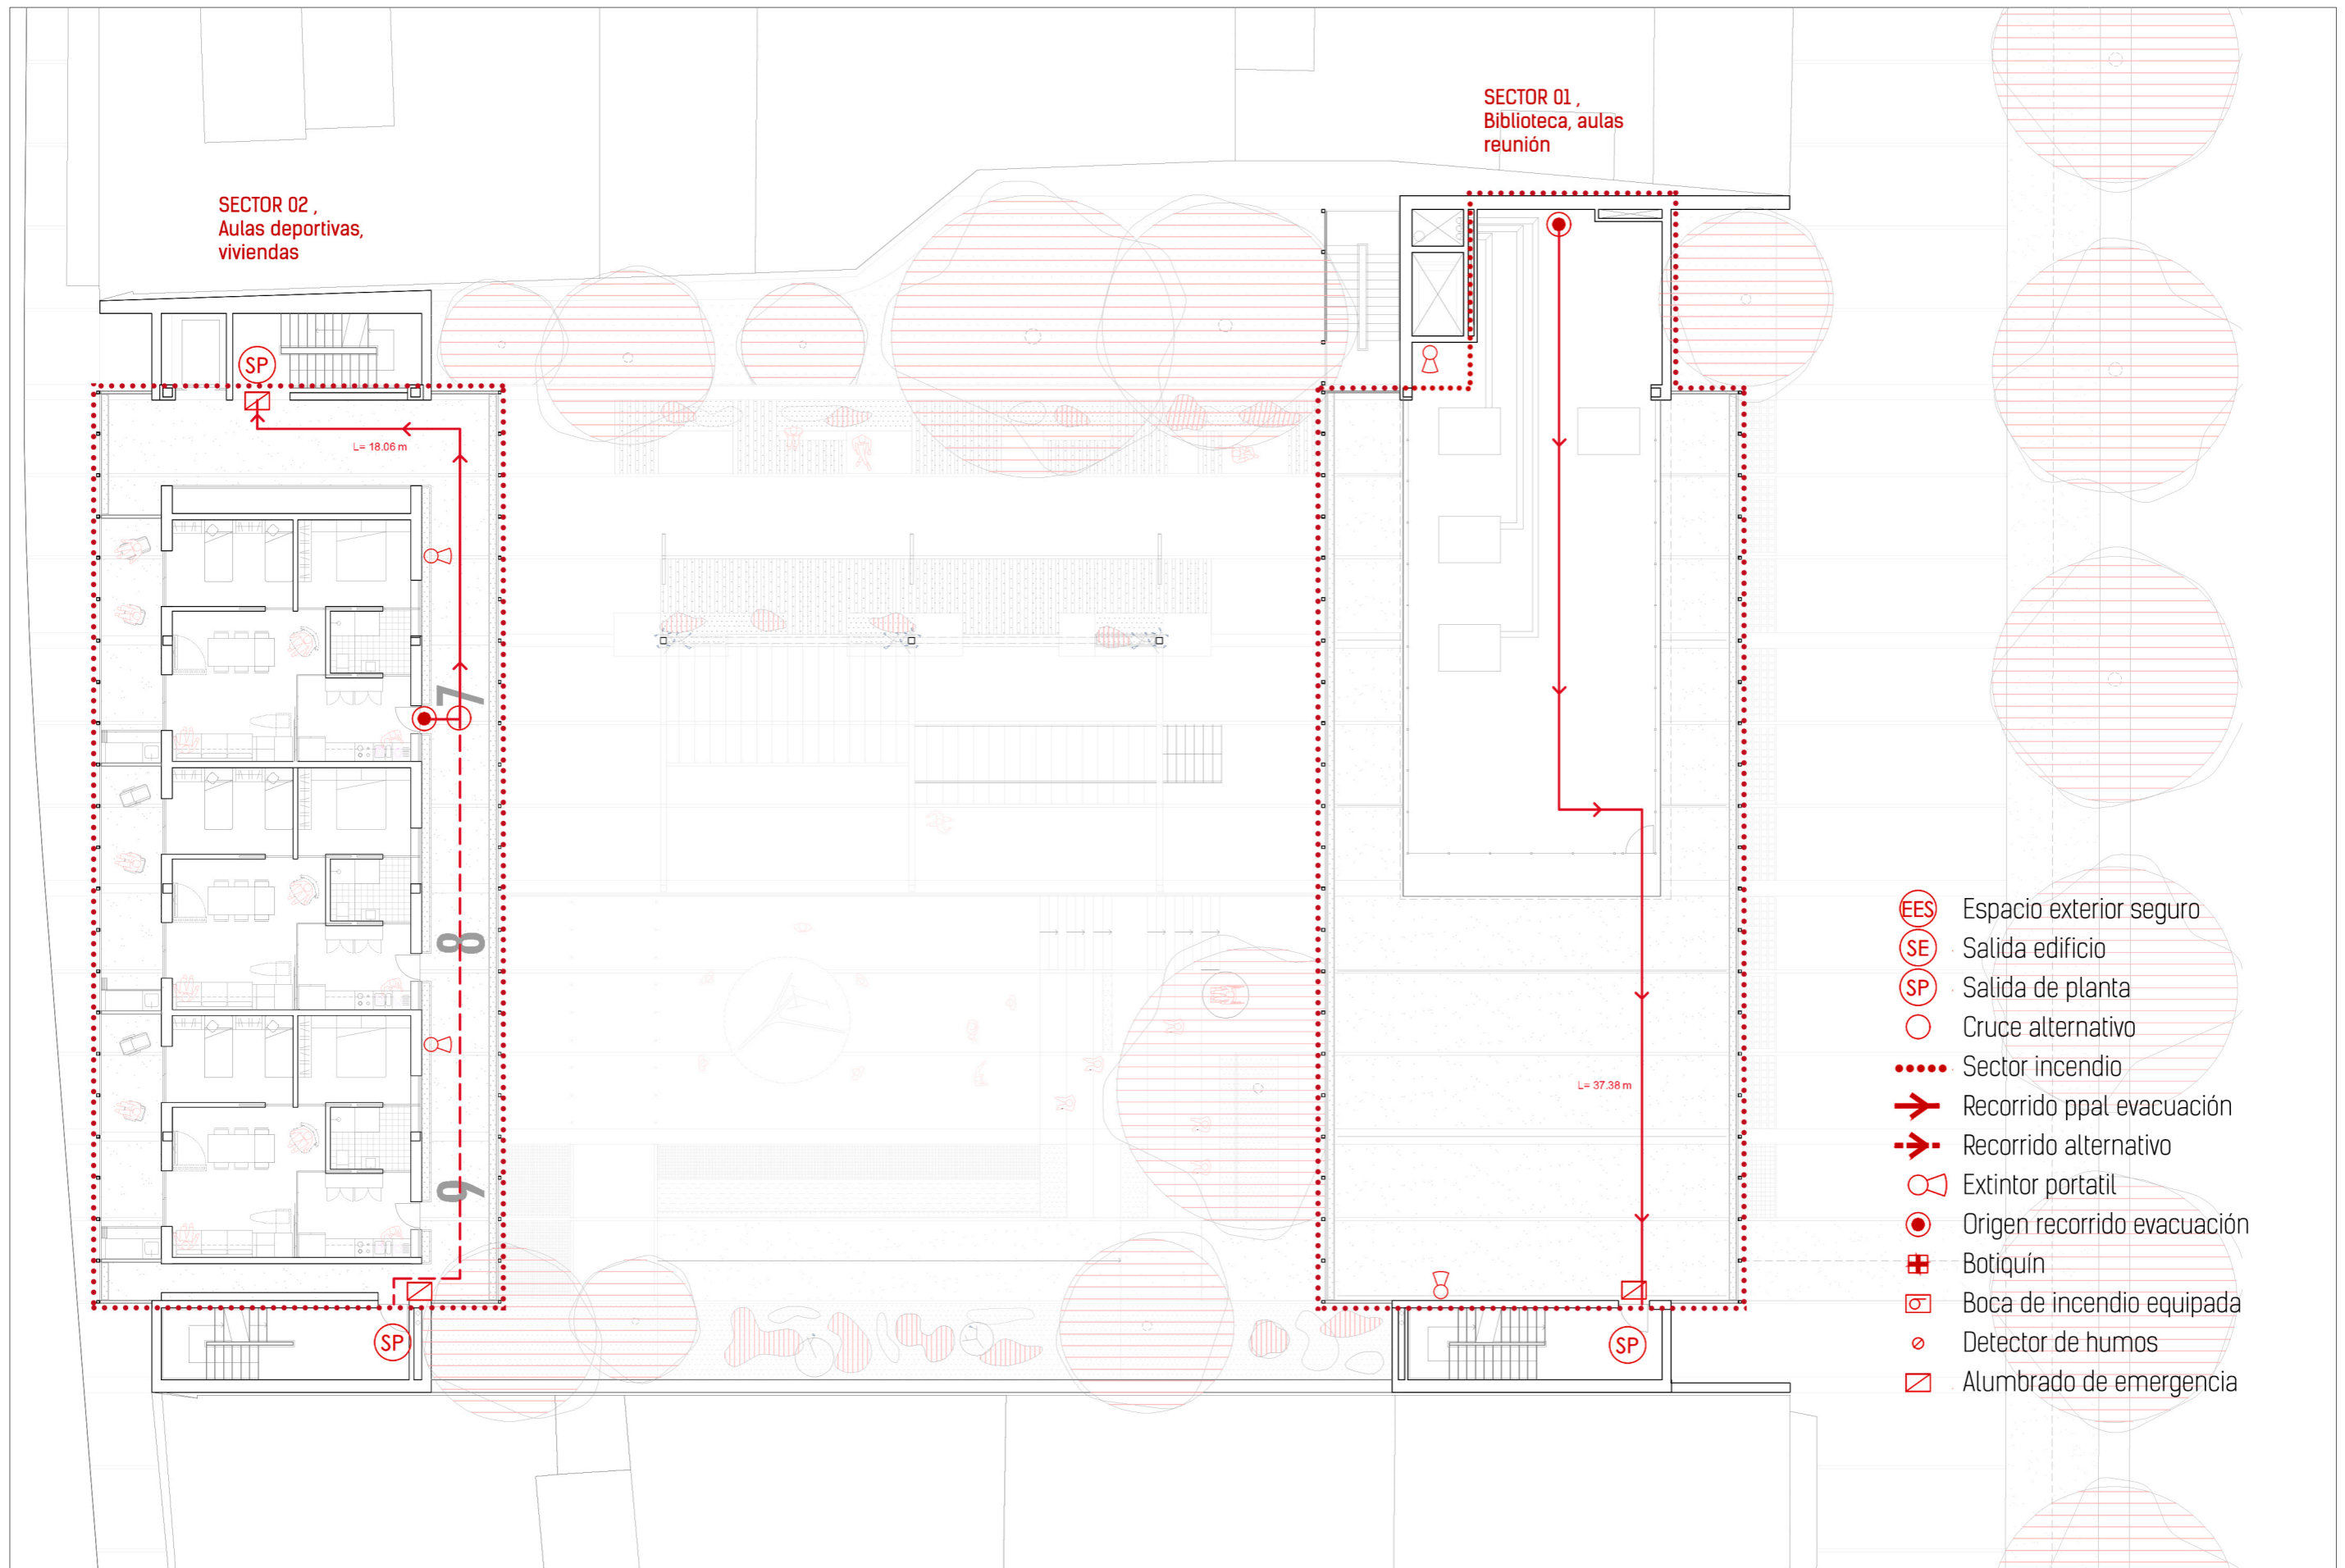 SECTOR 01 ,
Biblioteca, aulas
reunión
SECTOR 02 ,
Aulas deportivas,
viviendas
SP
L= 18.06 m
7
8
9
SP
L= 37.38 m
SP
EES Espacio exterior seguro
SE Salida edificio
SP Salida de planta
Cruce alternativo
Sector incendio
Recorrido ppal evacuación
Recorrido alternativo
Extintor portatil
Origen recorrido evacuación
Botiquín
Boca de incendio equipada
Detector de humos
Alumbrado de emergencia